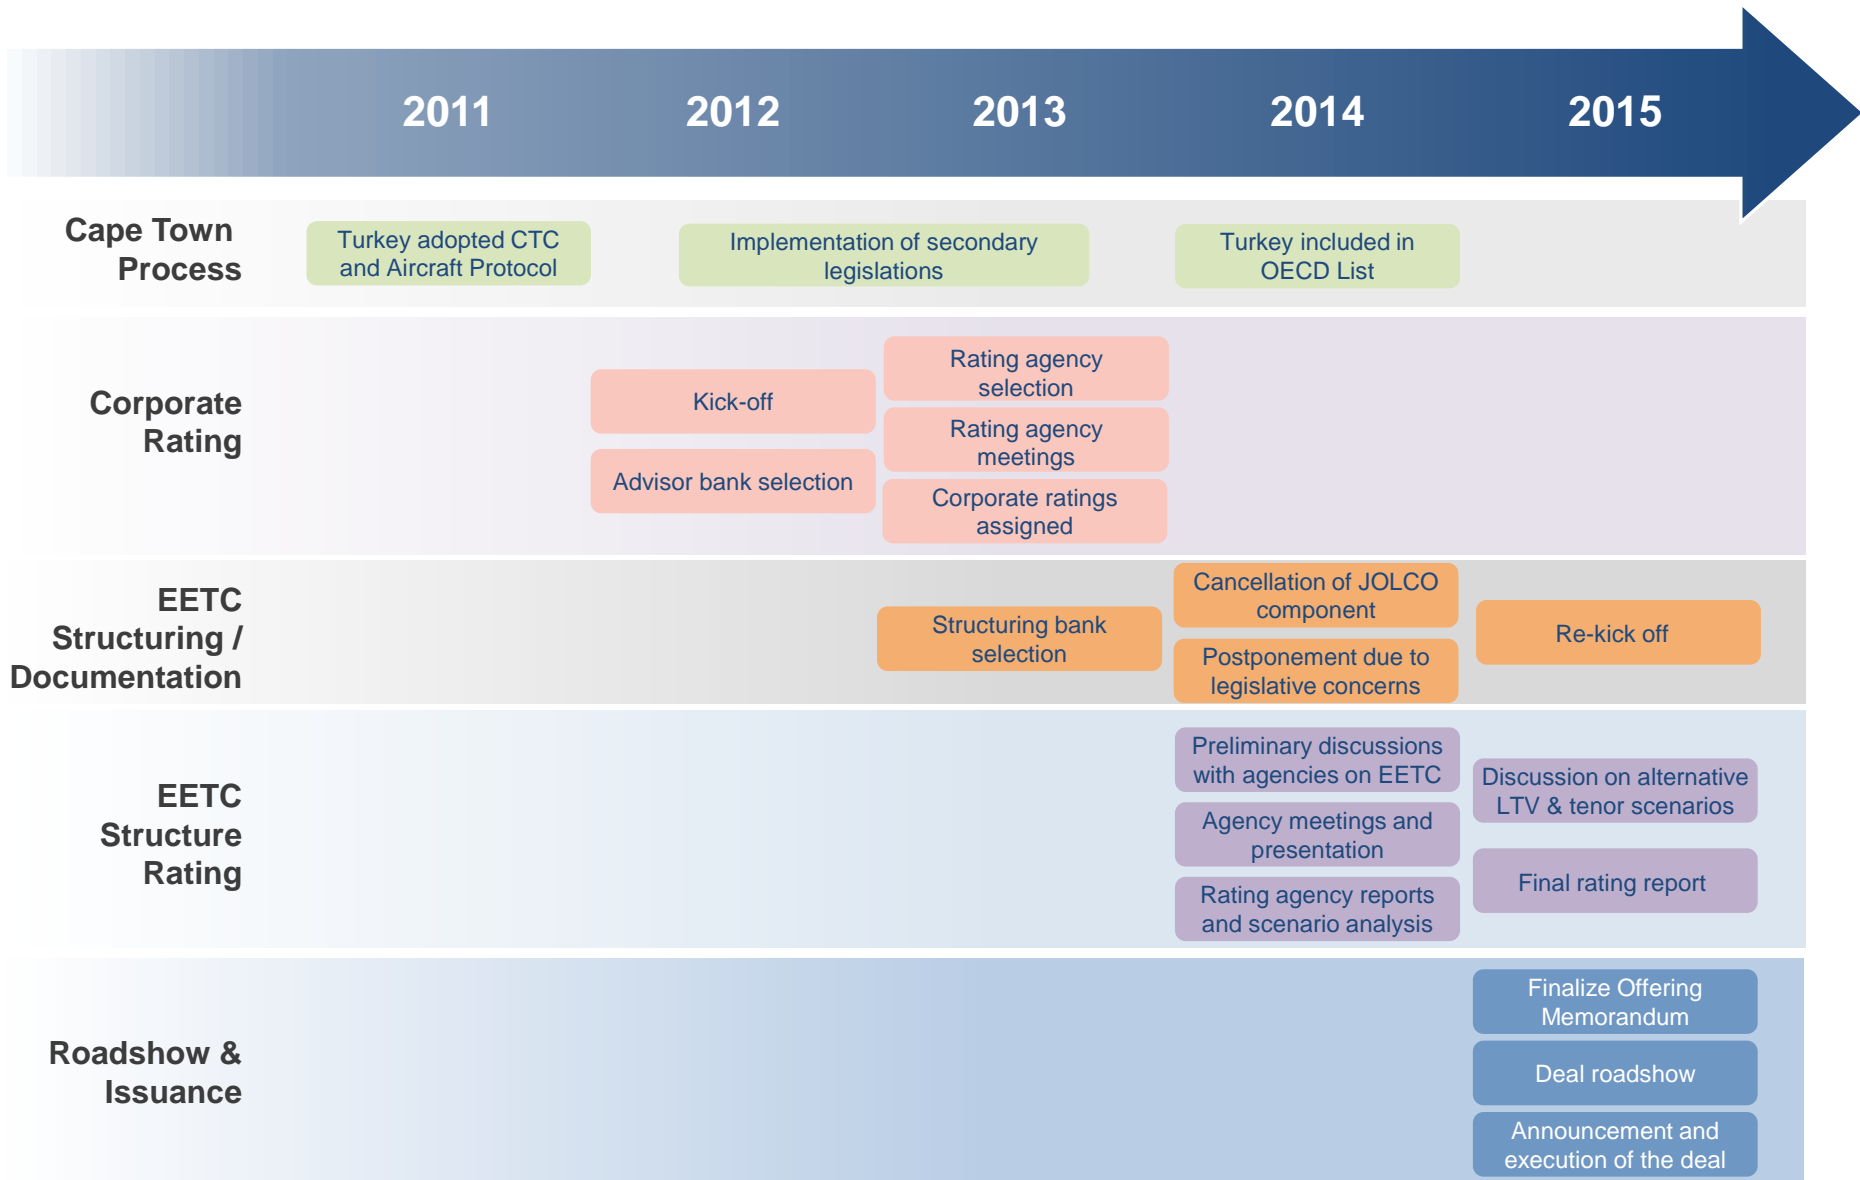 2011
2012
2013
2014
2015
Cape Town
Process
Turkey adopted CTC
and Aircraft Protocol
Implementation of secondary
legislations
Turkey included in
OECD List
Corporate
Rating
Kick-off
Advisor bank selection
Rating agency
selection
Rating agency
meetings
Corporate ratings
assigned
EETC
Structuring /
Documentation
Structuring bank
selection
Cancellation of JOLCO
component
Postponement due to
legislative concerns
Re-kick off
EETC
Structure
Rating
Preliminary discussions
with agencies on EETC
Agency meetings and
presentation
Rating agency reports
and scenario analysis
Discussion on alternative
LTV & tenor scenarios
Final rating report
Roadshow &
Issuance
Finalize Offering
Memorandum
Deal roadshow
Announcement and
execution of the deal